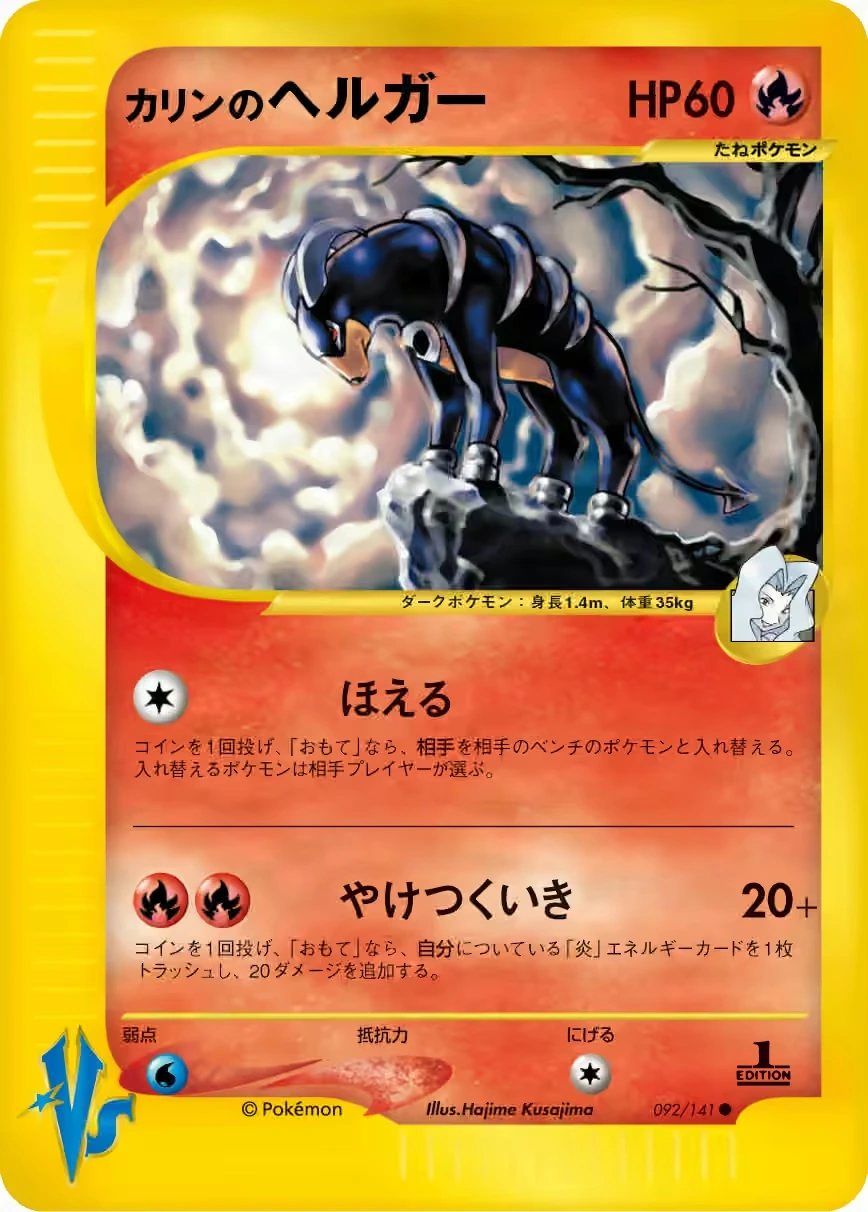 カリンのヘルガー HP60
たねポケモン
ダークポケモン：身長1.4m、体重35kg
ほえる
コインを1回投げ、「おもて」なら、相手を相手のベンチのポケモンと入れ替える。
入れ替えるポケモンは相手プレイヤーが選ぶ。
やけつくいき 20+
コインを1回投げ、「おもて」なら、自分についている「炎」エネルギーカードを1枚
トラッシュし、20ダメージを追加する。
弱点 抵抗力 にげる
1
EDITION
VS
© Pokémon Illus.Hajime Kusajima 092/141 ●